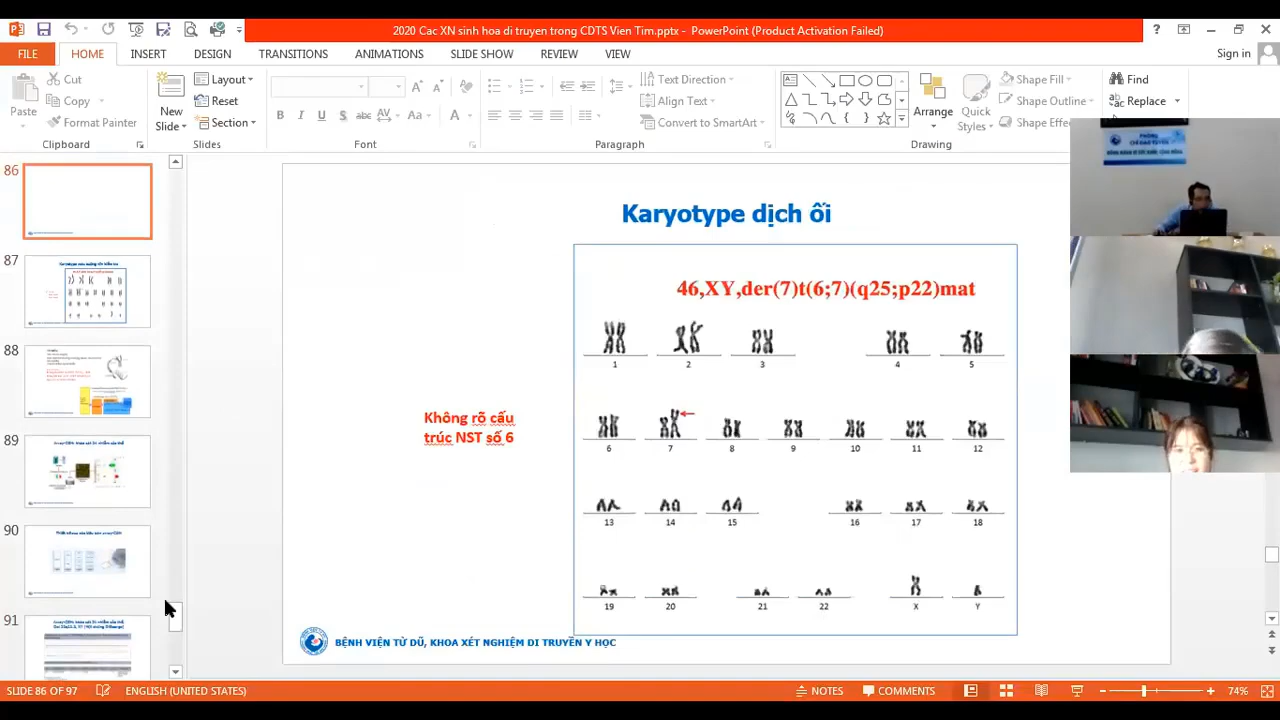 2020 Cac XN sinh hoa di truyen trong CDTS Vien Tim.pptx - PowerPoint (Product Activation Failed)
FILE HOME INSERT DESIGN TRANSITIONS ANIMATIONS SLIDE SHOW REVIEW VIEW Sign in
Cut
Copy
Format Painter
Paste
Clipboard
New Slide
Layout
Reset
Section
Slides
Font
Text Direction
Align Text
Convert to SmartArt
Paragraph
Arrange
Quick Styles
Shape Fill
Shape Outline
Shape Effe
Drawing
Find
Replace
86
87
88
89
90
91
Karyotype dịch ối
46,XY,der(7)t(6;7)(q25;p22)mat
1 2 3 4 5
Không rõ cấu
trúc NST số 6
6 7 8 9 10 11 12
13 14 15 16 17 18
19 20 21 22 X Y
BỆNH VIỆN TỪ DŨ, KHOA XÉT NGHIỆM DI TRUYỀN Y HỌC
SLIDE 86 OF 97 ENGLISH (UNITED STATES) NOTES COMMENTS 74%